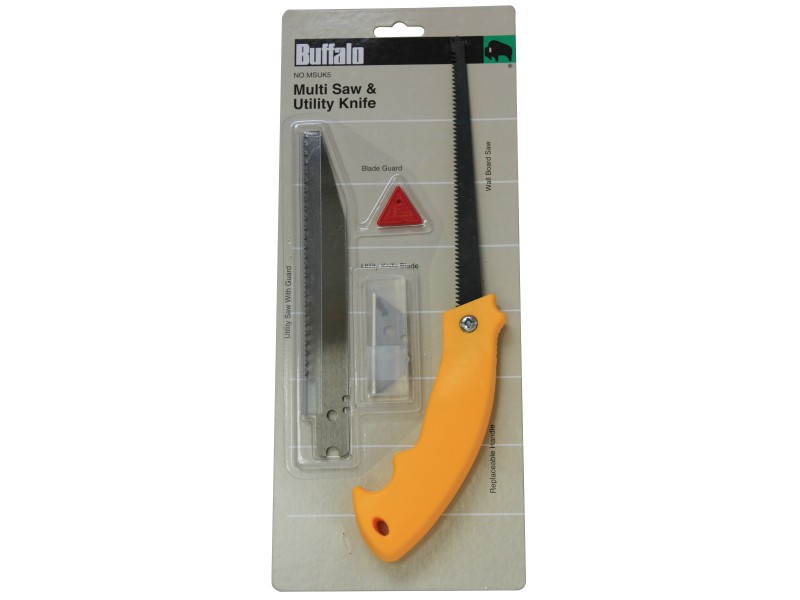 Buffalo
®
NO.MSUK5
Multi Saw &
Utility Knife
Blade Guard
Wall Board Saw
Utility Knife Blade
Utility Saw With Guard
Replaceable Handle